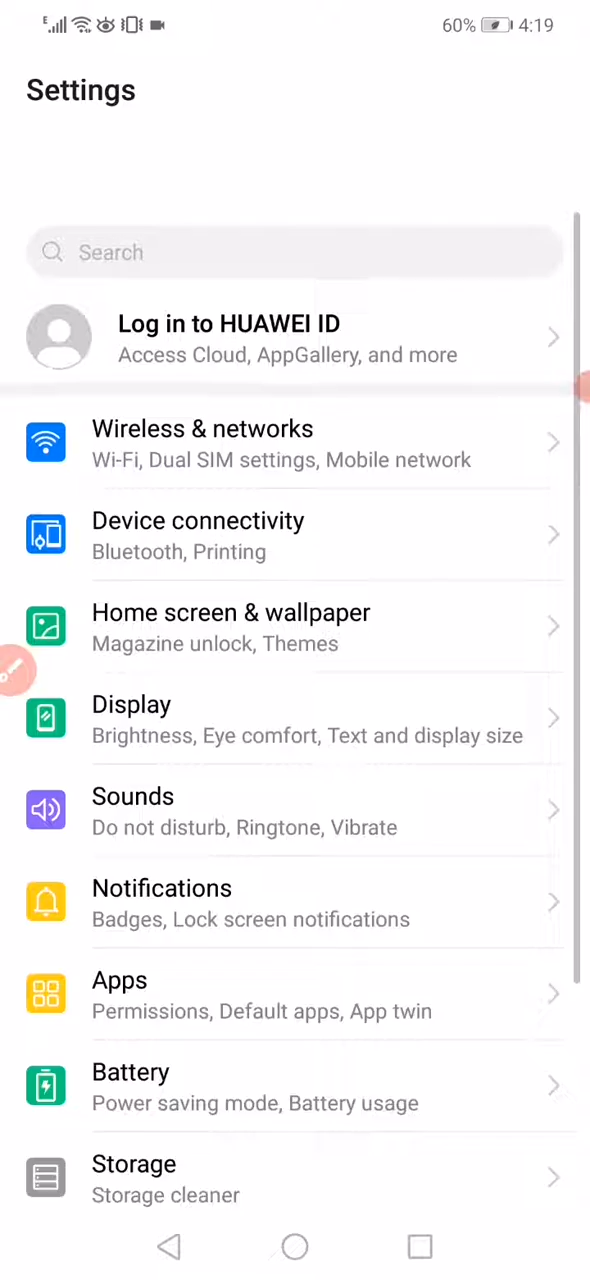 E
60% 4:19
Settings
Search
Log in to HUAWEI ID
Access Cloud, AppGallery, and more
Wireless & networks
Wi-Fi, Dual SIM settings, Mobile network
Device connectivity
Bluetooth, Printing
Home screen & wallpaper
Magazine unlock, Themes
Display
Brightness, Eye comfort, Text and display size
Sounds
Do not disturb, Ringtone, Vibrate
Notifications
Badges, Lock screen notifications
Apps
Permissions, Default apps, App twin
Battery
Power saving mode, Battery usage
Storage
Storage cleaner